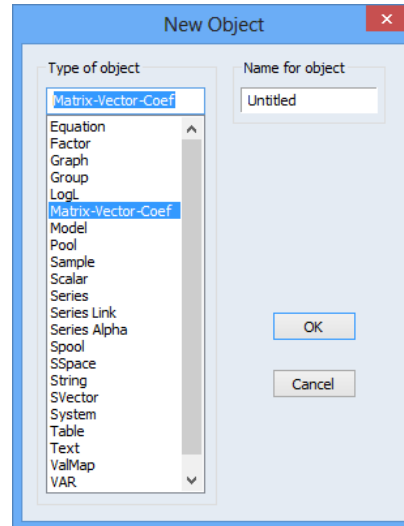 New Object
Type of object
Name for object
Matrix-Vector-Coef
Untitled
Equation
Factor
Graph
Group
LogL
Matrix-Vector-Coef
Model
Pool
Sample
Scalar
Series
Series Link
Series Alpha
Spool
SSpace
String
SVector
System
Table
Text
ValMap
VAR
OK
Cancel